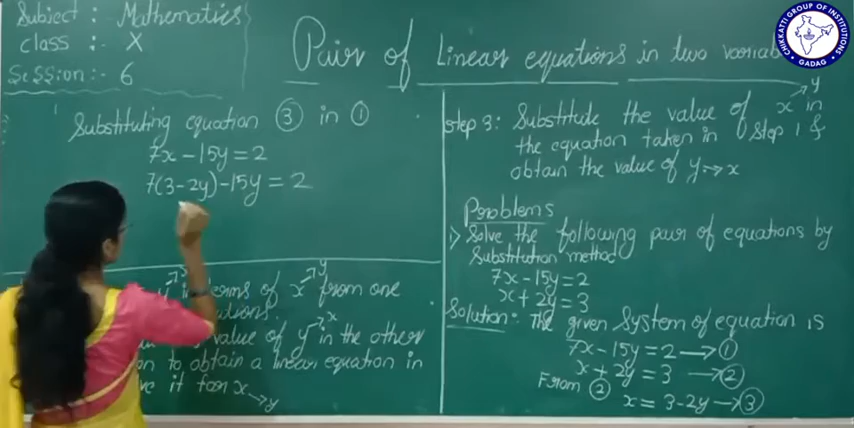 Subject :- Mathematics
Class :- X
Session:- 6
Pair of Linear equations in two variab
CHIKKATTI GROUP OF INSTITUTIONS
GADAG
Substituting equation ③ in ①
7x - 15y = 2
7(3-2y) - 15y = 2
terms of x → y from one
value of y → x in the other
to obtain a linear equation in
it for x → y
Step 3: Substitute the value of x → y in
the equation taken in Step 1 &
obtain the value of y → x
Problems
1> Solve the following pair of equations by
Substitution method
7x - 15y = 2
x + 2y = 3
Solution: The given System of equation is
7x - 15y = 2 → ①
x + 2y = 3 → ②
From ②
x = 3 - 2y → ③